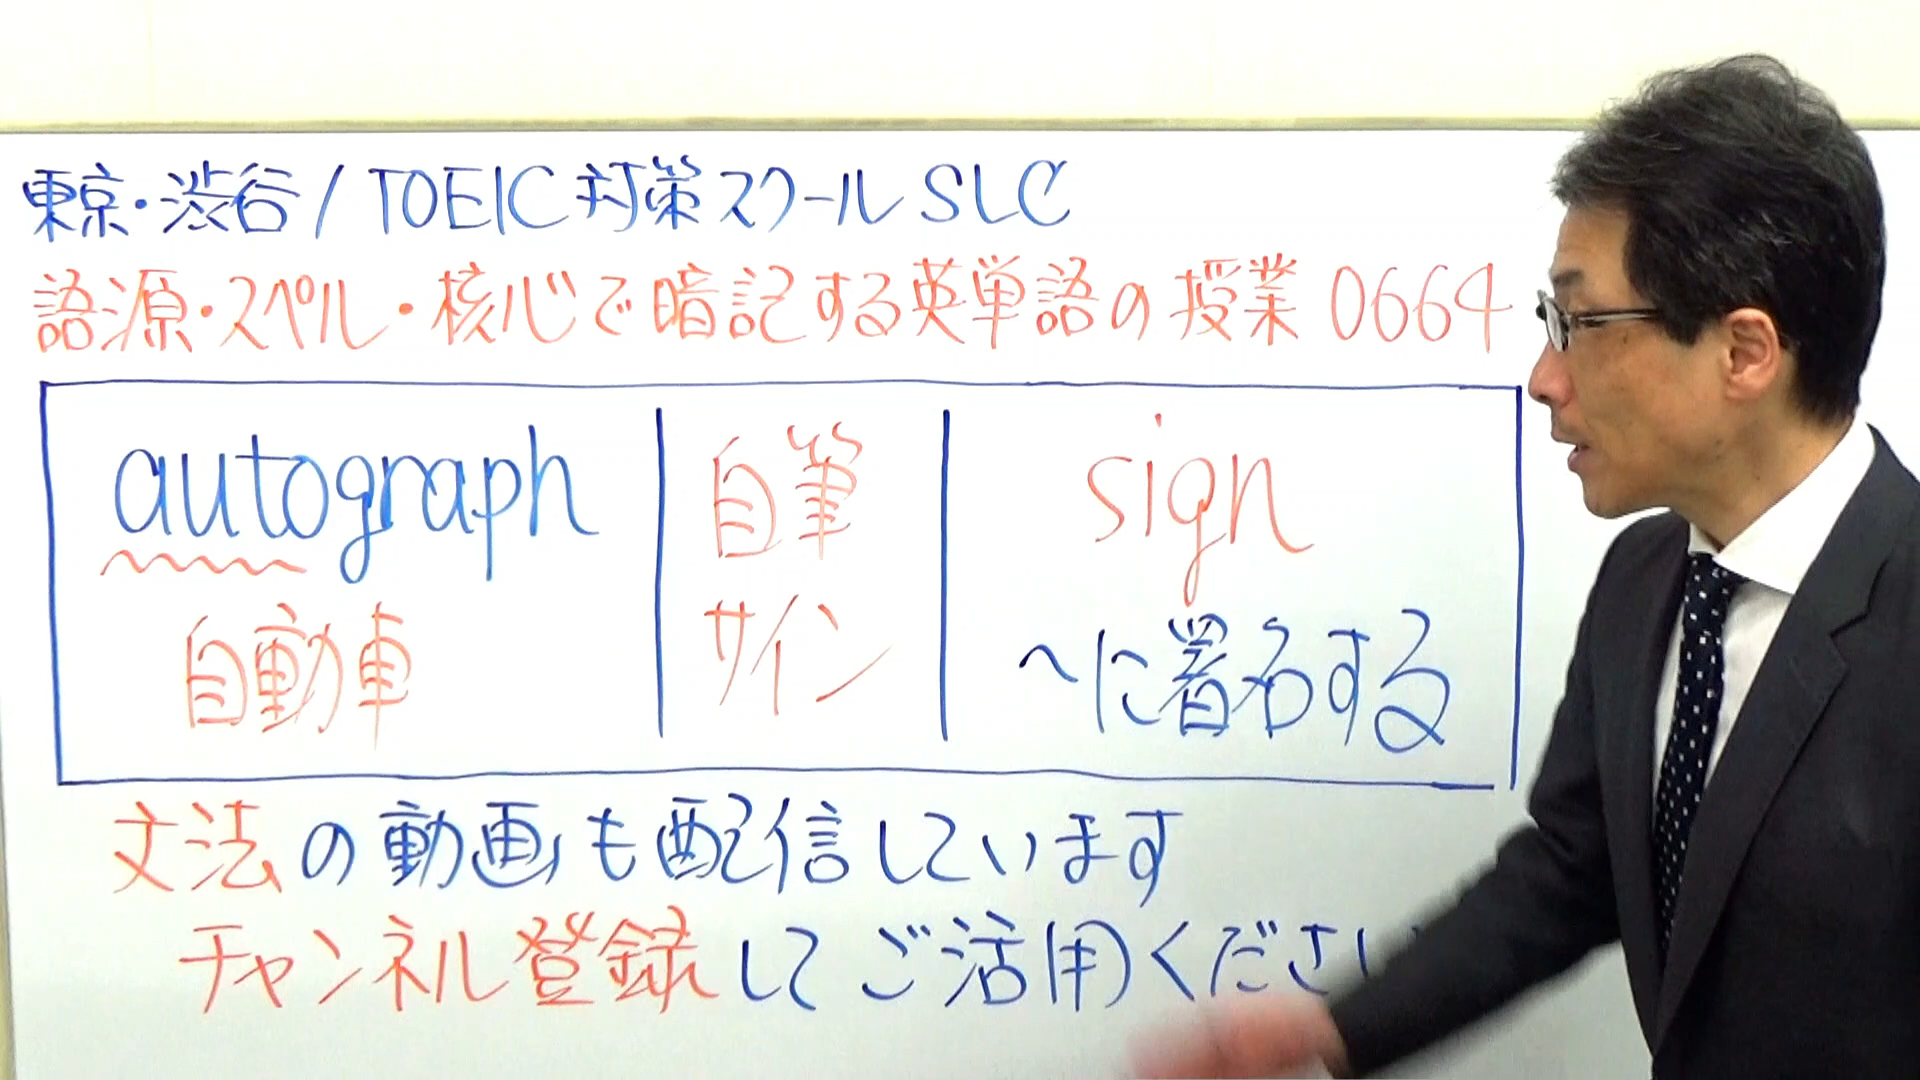 東京・渋谷/TOEIC対策スクールSLC
語源・スペル・核心で暗記する英単語の授業 0664
autograph
自動車
自筆
サイン
sign
～に署名する
文法の動画も配信しています
チャンネル登録してご活用ください